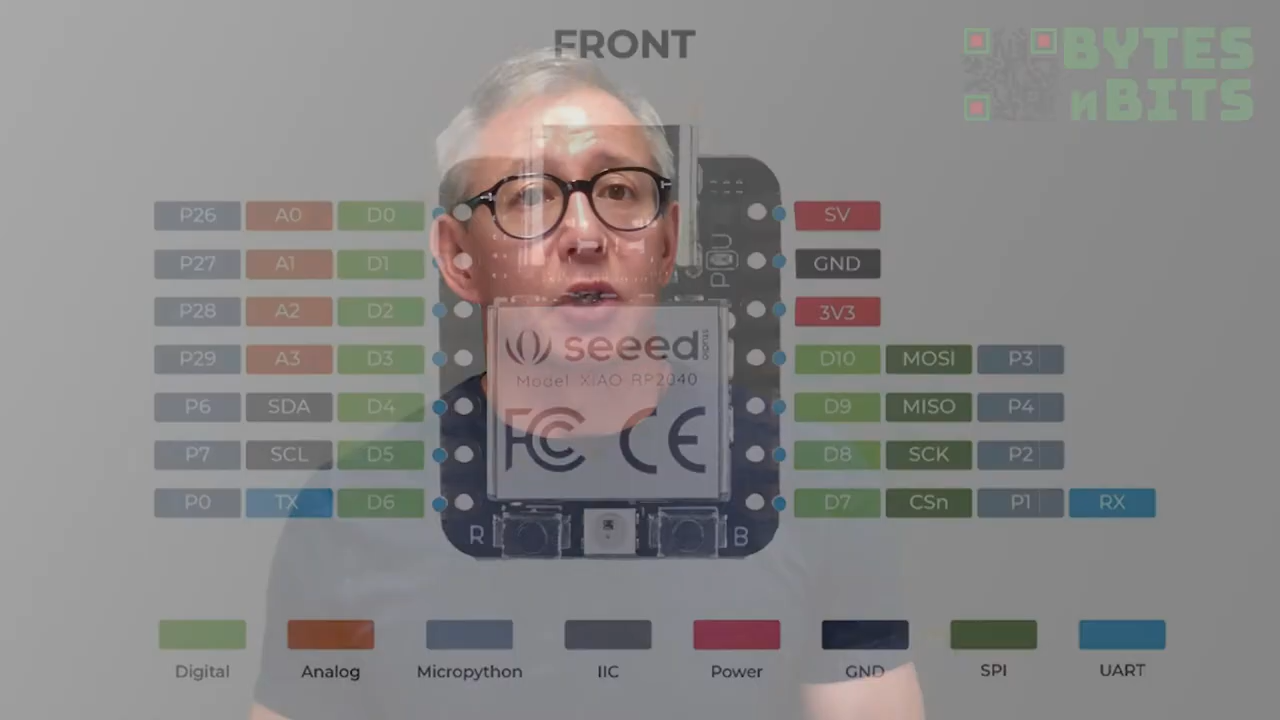 FRONT
BYTES
nBITS
P26 A0 D0 5V
P27 A1 D1 GND
P28 A2 D2 3V3
P29 A3 D3 D10 MOSI P3
P6 SDA D4 D9 MISO P4
P7 SCL D5 D8 SCK P2
P0 TX D6 D7 CSn P1 RX
seeed studio
Model XIAO RP2040
FCC CE
R B
Digital Analog Micropython IIC Power GND SPI UART